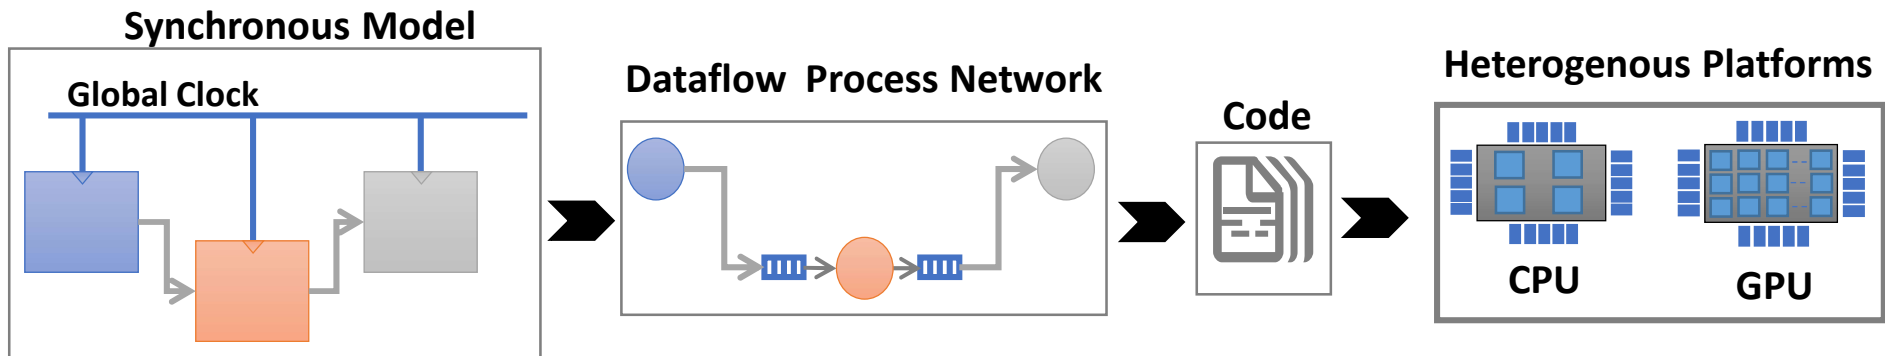 Synchronous Model
Global Clock
Dataflow Process Network
Code
Heterogenous Platforms
CPU
GPU